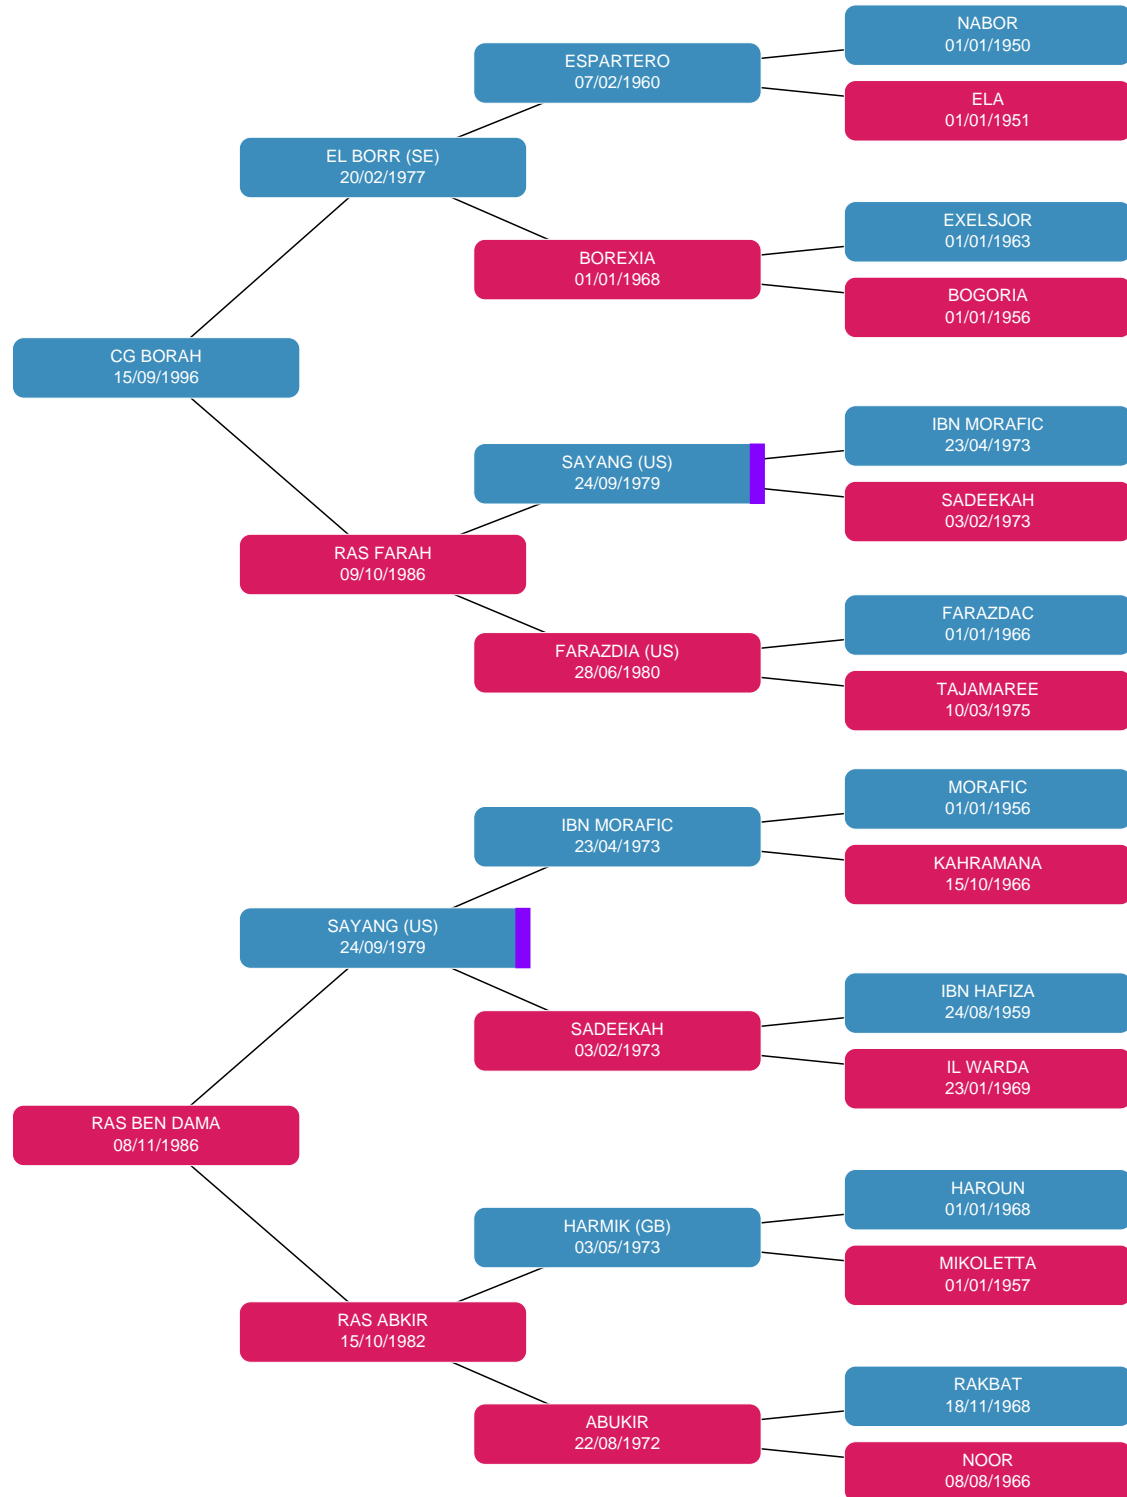 NABOR
01/01/1950
ESPARTERO
07/02/1960
ELA
01/01/1951
EL BORR (SE)
20/02/1977
EXELSJOR
01/01/1963
BOREXIA
01/01/1968
BOGORIA
01/01/1956
CG BORAH
15/09/1996
IBN MORAFIC
23/04/1973
SAYANG (US)
24/09/1979
SADEEKAH
03/02/1973
RAS FARAH
09/10/1986
FARAZDAC
01/01/1966
FARAZDIA (US)
28/06/1980
TAJAMAREE
10/03/1975
MORAFIC
01/01/1956
IBN MORAFIC
23/04/1973
KAHRAMANA
15/10/1966
SAYANG (US)
24/09/1979
IBN HAFIZA
24/08/1959
SADEEKAH
03/02/1973
IL WARDA
23/01/1969
RAS BEN DAMA
08/11/1986
HAROUN
01/01/1968
HARMIK (GB)
03/05/1973
MIKOLETTA
01/01/1957
RAS ABKIR
15/10/1982
RAKBAT
18/11/1968
ABUKIR
22/08/1972
NOOR
08/08/1966